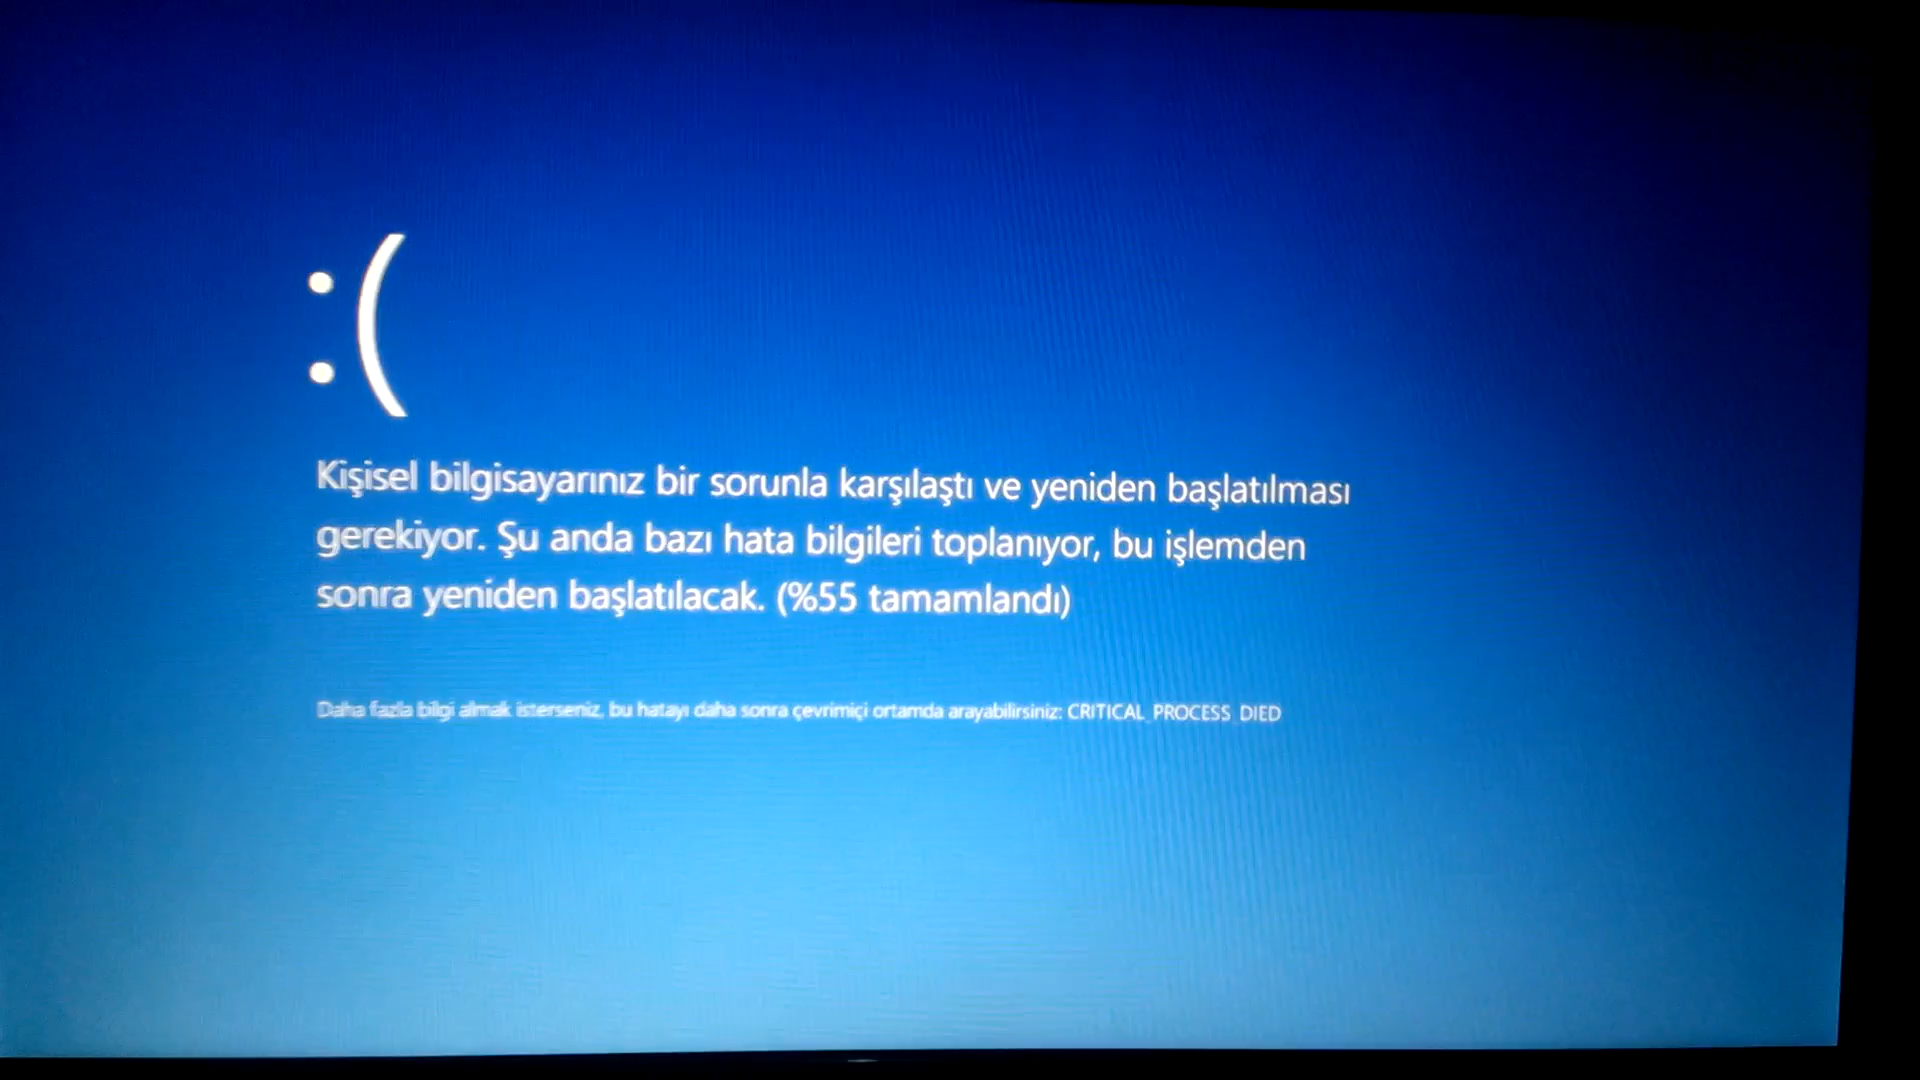 :(
Kişisel bilgisayarınız bir sorunla karşılaştı ve yeniden başlatılması
gerekiyor. Şu anda bazı hata bilgileri toplanıyor, bu işlemden
sonra yeniden başlatılacak. (%55 tamamlandı)
Daha fazla bilgi almak isterseniz, bu hatayı daha sonra çevrimiçi ortamda arayabilirsiniz: CRITICAL_PROCESS_DIED